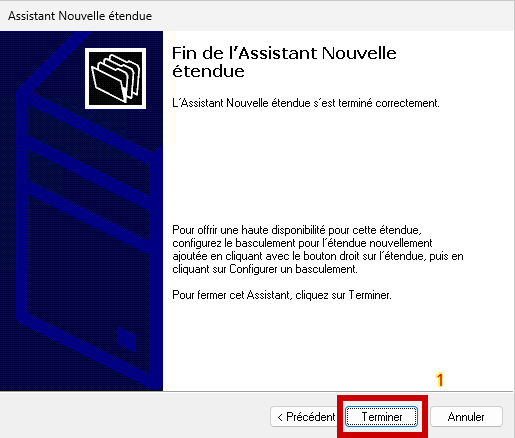 Assistant Nouvelle étendue
Fin de l'Assistant Nouvelle
étendue
L'Assistant Nouvelle étendue s'est terminé correctement.
Pour offrir une haute disponibilité pour cette étendue,
configurez le basculement pour l'étendue nouvellement
ajoutée en cliquant avec le bouton droit sur l'étendue, puis en
cliquant sur Configurer un basculement.
Pour fermer cet Assistant, cliquez sur Terminer.
1
< Précédent Terminer Annuler